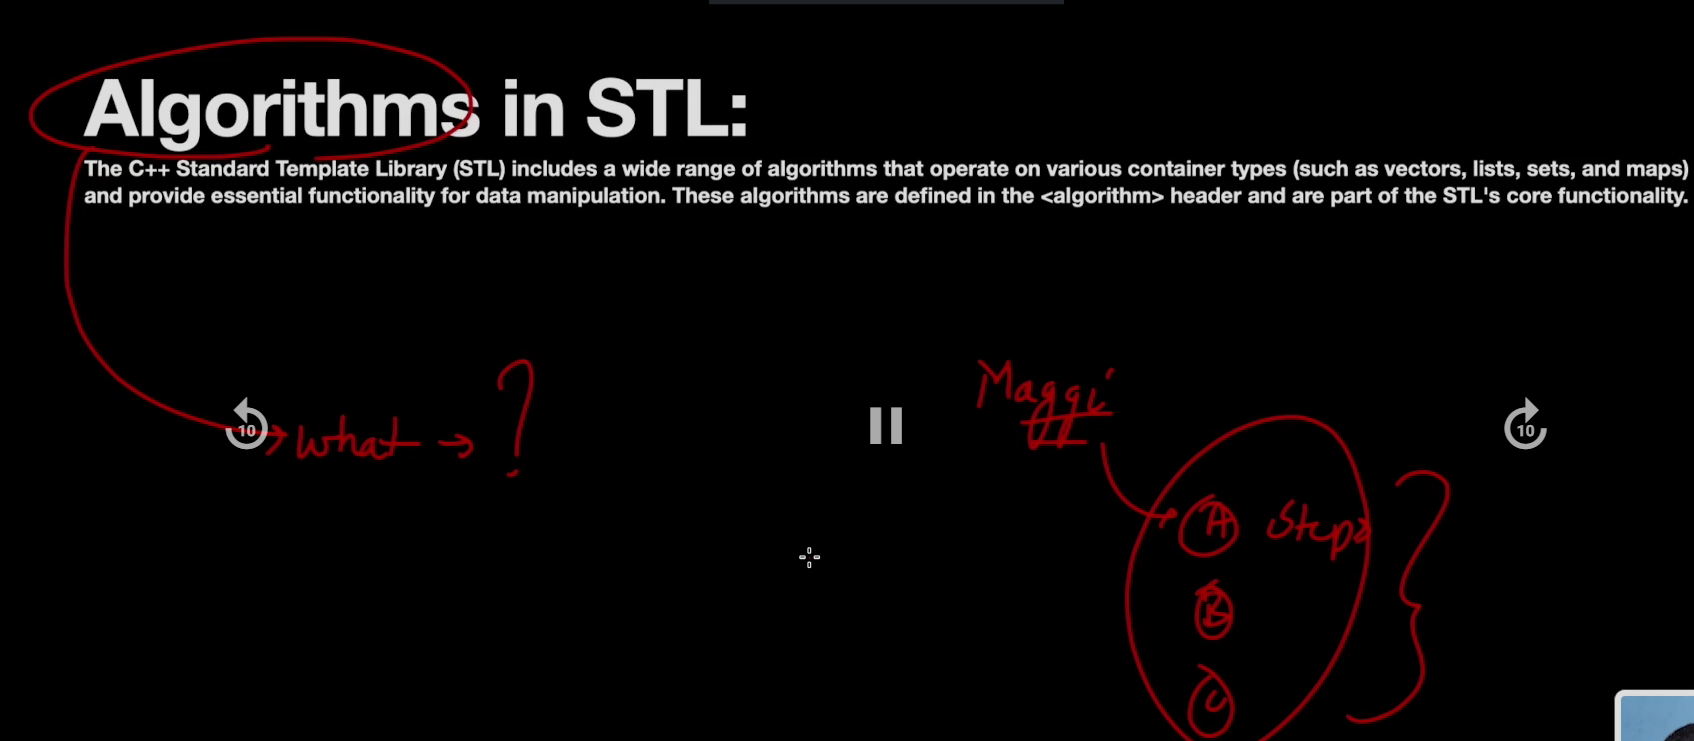 Algorithms in STL:
The C++ Standard Template Library (STL) includes a wide range of algorithms that operate on various container types (such as vectors, lists, sets, and maps)
and provide essential functionality for data manipulation. These algorithms are defined in the <algorithm> header and are part of the STL's core functionality.
10
what → ?
Maggi
10
A Steps
B
C